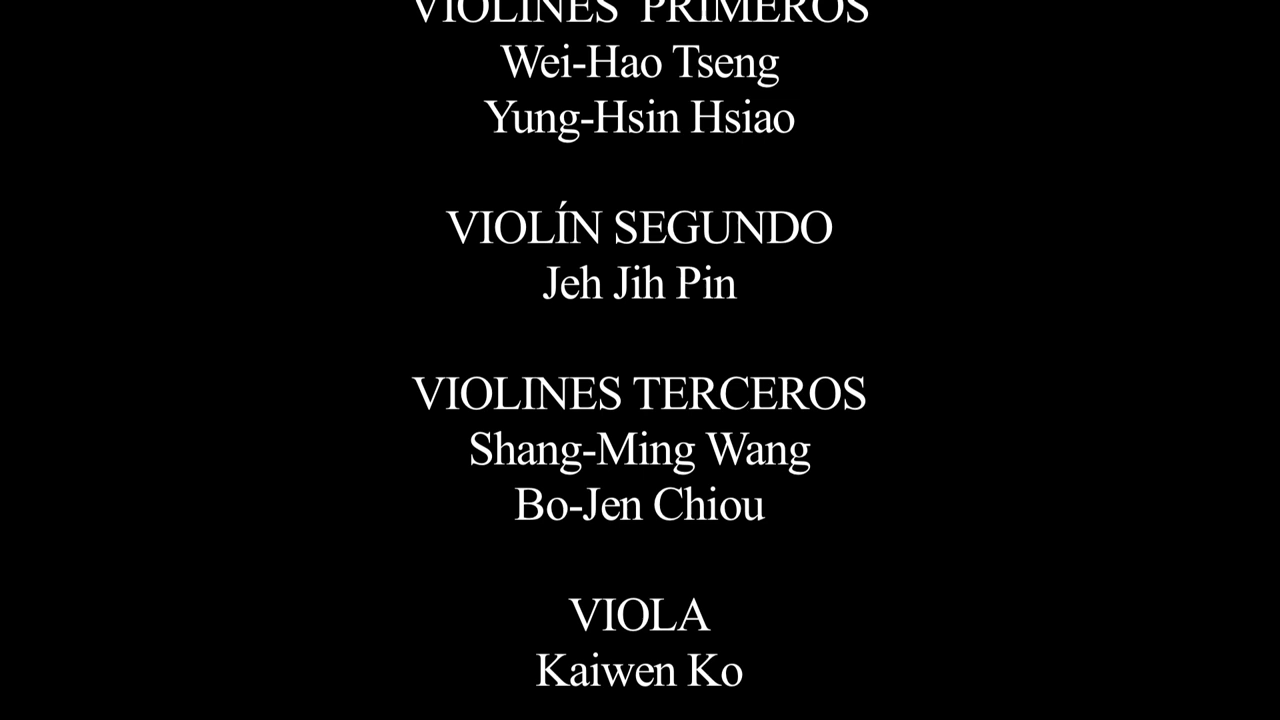 VIOLINES PRIMEROS
Wei-Hao Tseng
Yung-Hsin Hsiao
VIOLÍN SEGUNDO
Jeh Jih Pin
VIOLINES TERCEROS
Shang-Ming Wang
Bo-Jen Chiou
VIOLA
Kaiwen Ko